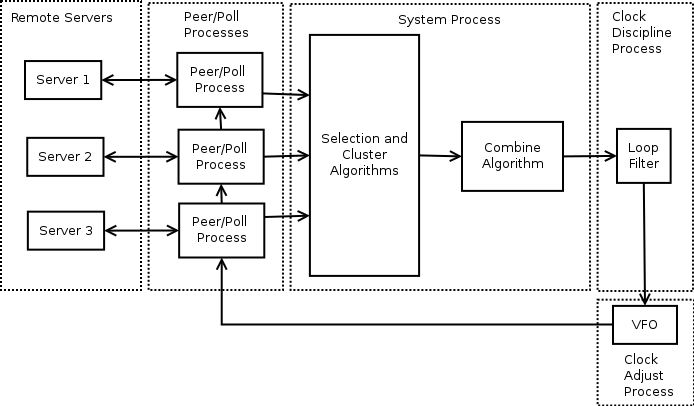 Remote Servers
Peer/Poll
Processes
System Process
Clock
Discipline
Process
Server 1
Peer/Poll
Process
Server 2
Peer/Poll
Process
Server 3
Peer/Poll
Process
Selection and
Cluster
Algorithms
Combine
Algorithm
Loop
Filter
VFO
Clock
Adjust
Process